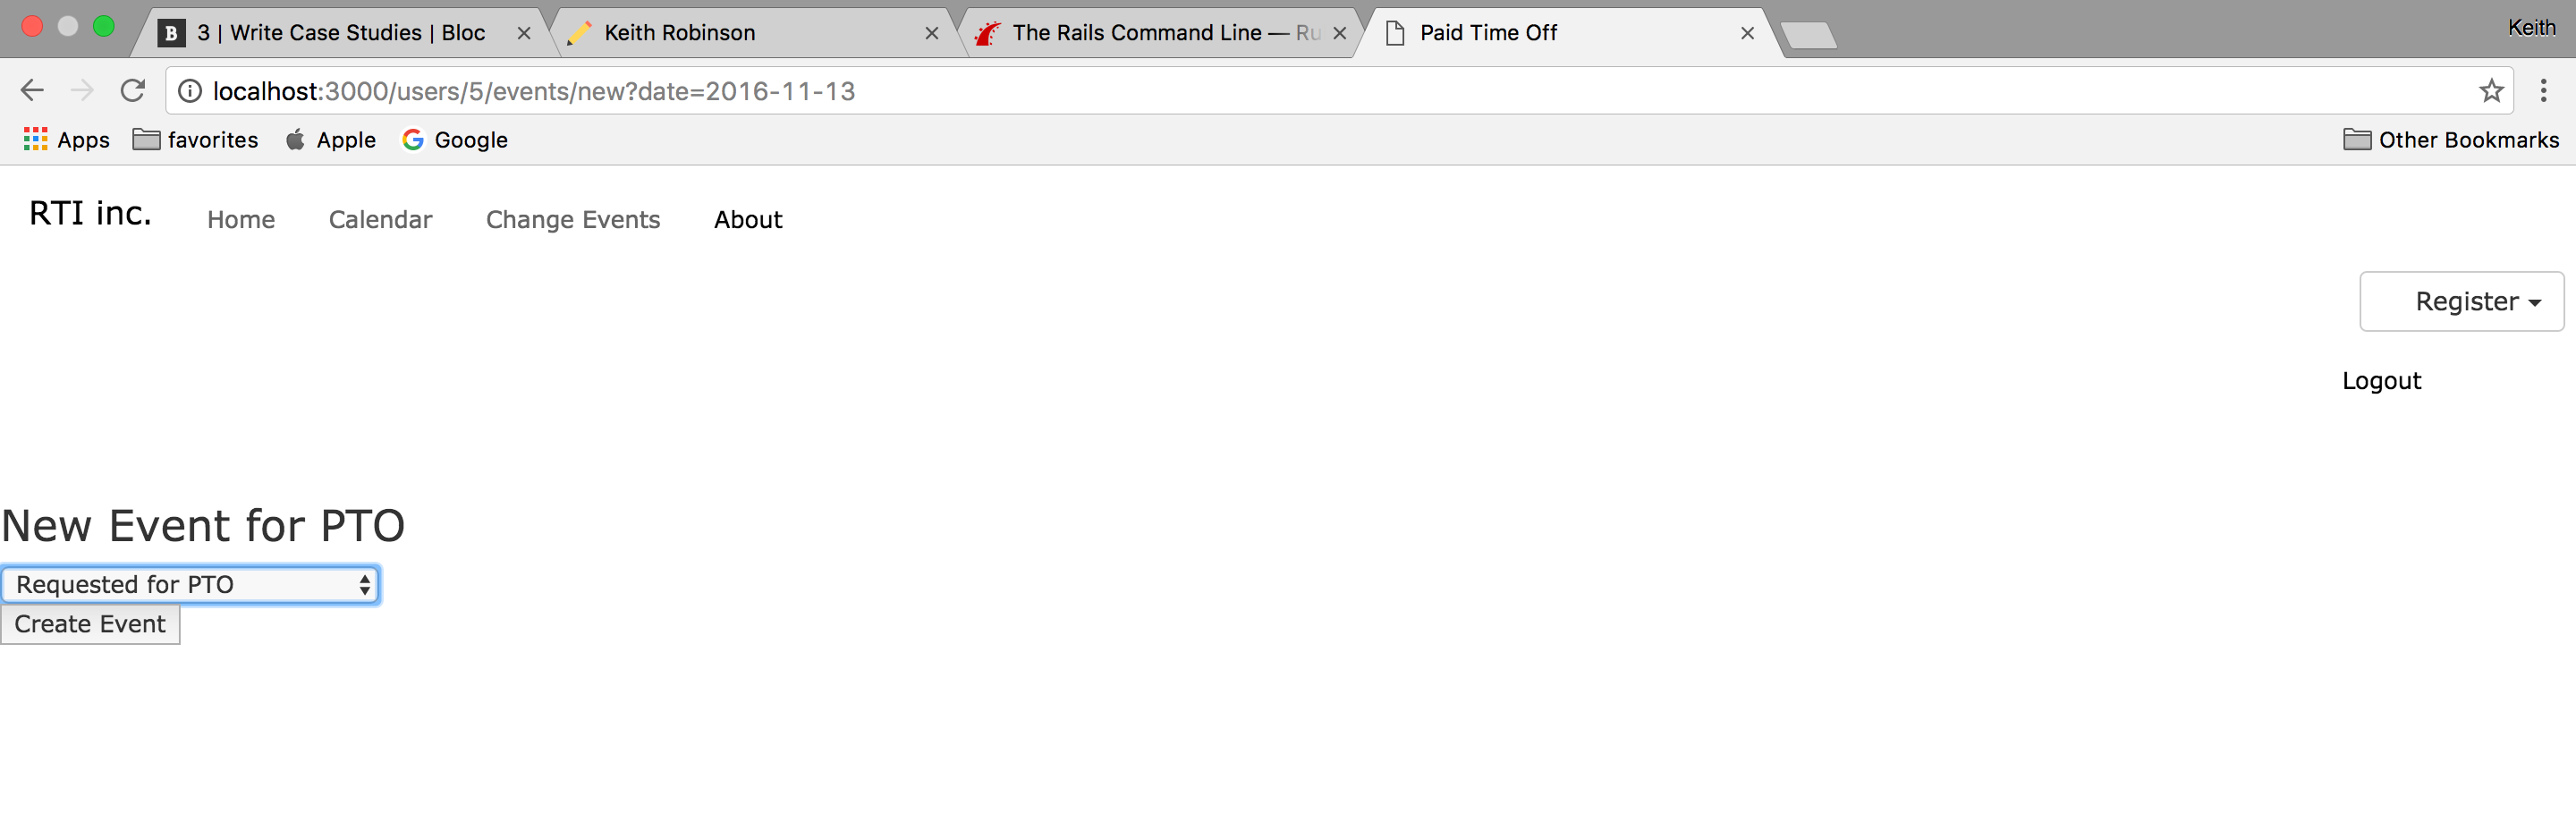 3 | Write Case Studies | Bloc
Keith Robinson
The Rails Command Line — Ru
Paid Time Off
Keith
localhost:3000/users/5/events/new?date=2016-11-13
Apps favorites Apple Google Other Bookmarks
RTI inc. Home Calendar Change Events About
Register
Logout
New Event for PTO
Requested for PTO
Create Event